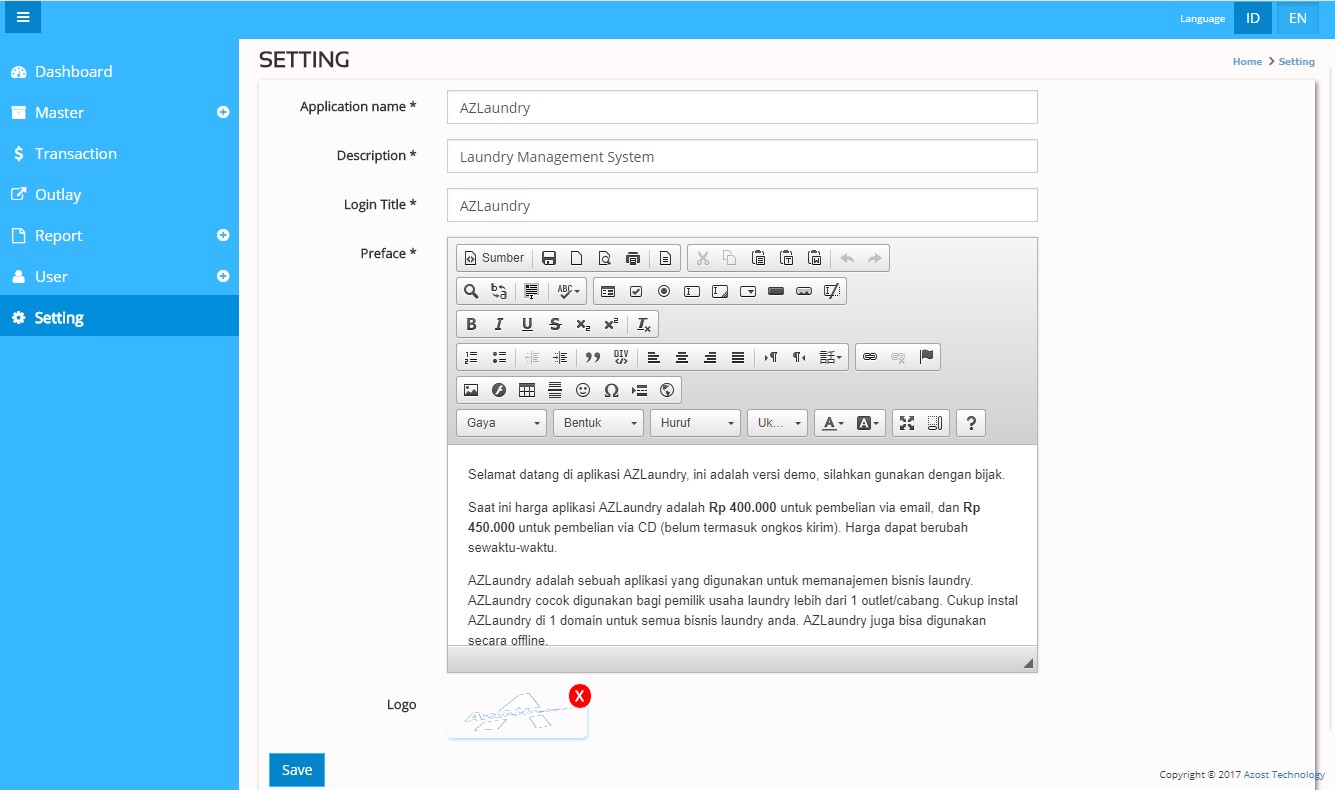 Language ID EN
SETTING
Home > Setting
Dashboard
Master
Transaction
Outlay
Report
User
Setting
Application name *
AZLaundry
Description *
Laundry Management System
Login Title *
AZLaundry
Preface *
Sumber
ABC
B I U S x₂ x² Tx
DIV
Gaya Bentuk Huruf Uk... A A ?
Selamat datang di aplikasi AZLaundry, ini adalah versi demo, silahkan gunakan dengan bijak.
Saat ini harga aplikasi AZLaundry adalah Rp 400.000 untuk pembelian via email, dan Rp
450.000 untuk pembelian via CD (belum termasuk ongkos kirim). Harga dapat berubah
sewaktu-waktu.
AZLaundry adalah sebuah aplikasi yang digunakan untuk memanajemen bisnis laundry.
AZLaundry cocok digunakan bagi pemilik usaha laundry lebih dari 1 outlet/cabang. Cukup instal
AZLaundry di 1 domain untuk semua bisnis laundry anda. AZLaundry juga bisa digunakan
secara offline.
Logo
X
Save
Copyright © 2017 Azost Technology